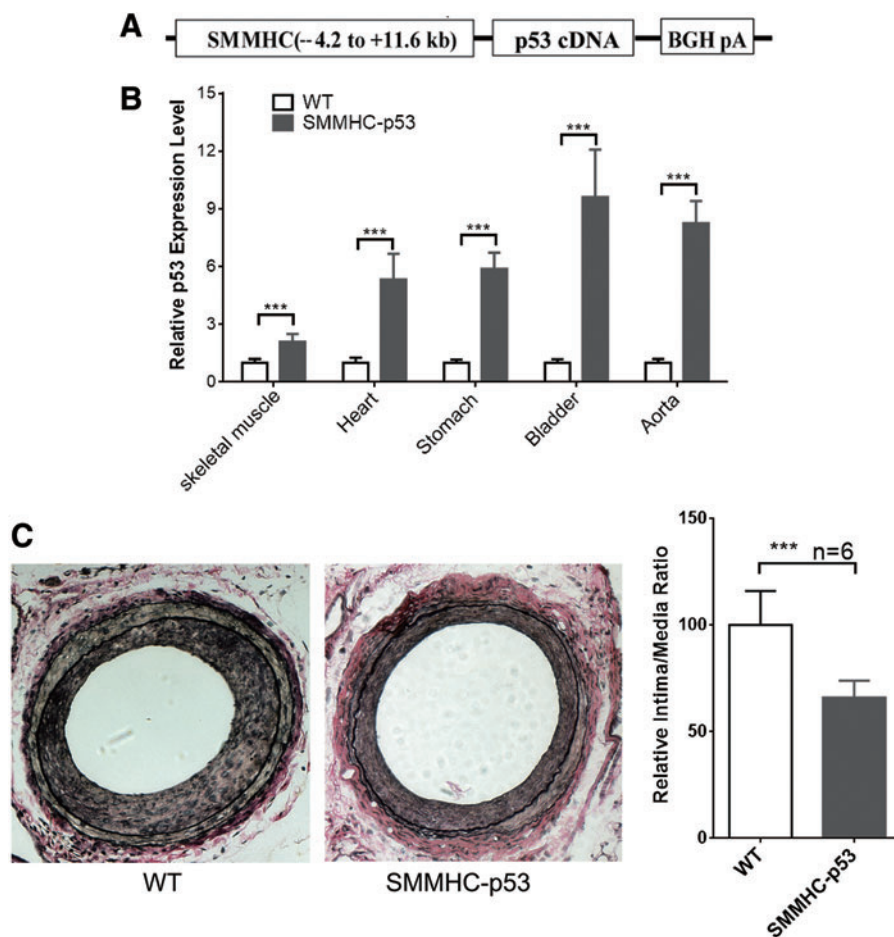 A
SMMHC(-- 4.2 to +11.6 kb) p53 cDNA BGH pA
B
Relative p53 Expression Level
15
12
9
6
3
0
WT
SMMHC-p53
***
***
***
***
***
skeletal muscle
Heart
Stomach
Bladder
Aorta
C
WT
SMMHC-p53
Relative Intima/Media Ratio
150
100
50
0
*** n=6
WT
SMMHC-p53